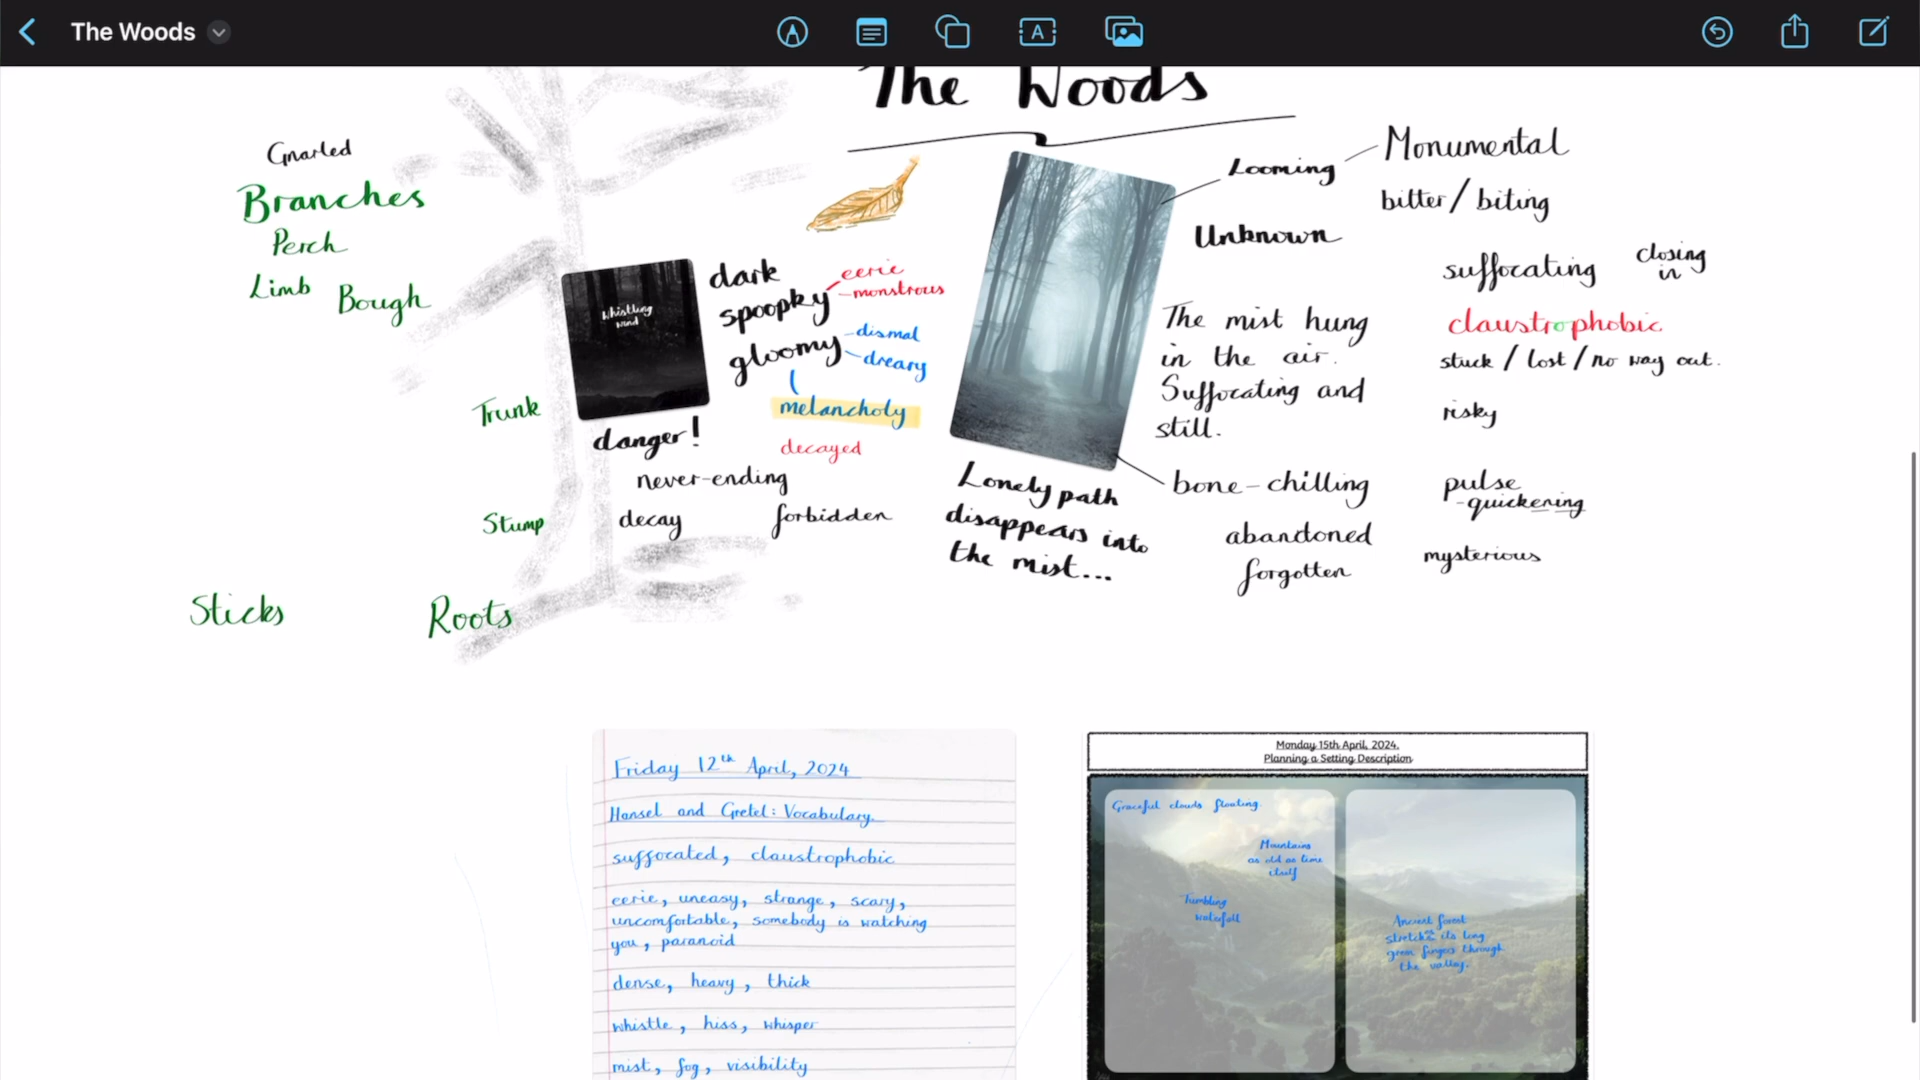 The Woods
The Woods
Gnarled
Branches
Perch
Limb
Bough
Trunk
Stump
Sticks
Roots
Whistling
wind
dark
spoopky
eerie
monstrous
gloomy
dismal
dreary
melancholy
decayed
danger!
never-ending
decay
forbidden
Looming
Monumental
bitter/biting
Unknown
suffocating
closing
in
claustrophobic
stuck / lost / no way out.
risky
The mist hung
in the air.
Suffocating and
still.
bone-chilling
pulse
-quickening
abandoned
forgotten
mysterious
Lonely path
disappears into
the mist...
Friday 12th April, 2024
Hansel and Gretel: Vocabulary.
suffocated, claustrophobic
eerie, uneasy, strange, scary,
uncomfortable, somebody is watching
you, paranoid
dense, heavy, thick
whistle, hiss, whisper
mist, fog, visibility
Monday 15th April, 2024.
Planning a Setting Description
Graceful clouds floating.
Mountains
as old as time
itself
Tumbling
waterfall
Ancient forest
its long
green fingers through
the valley.